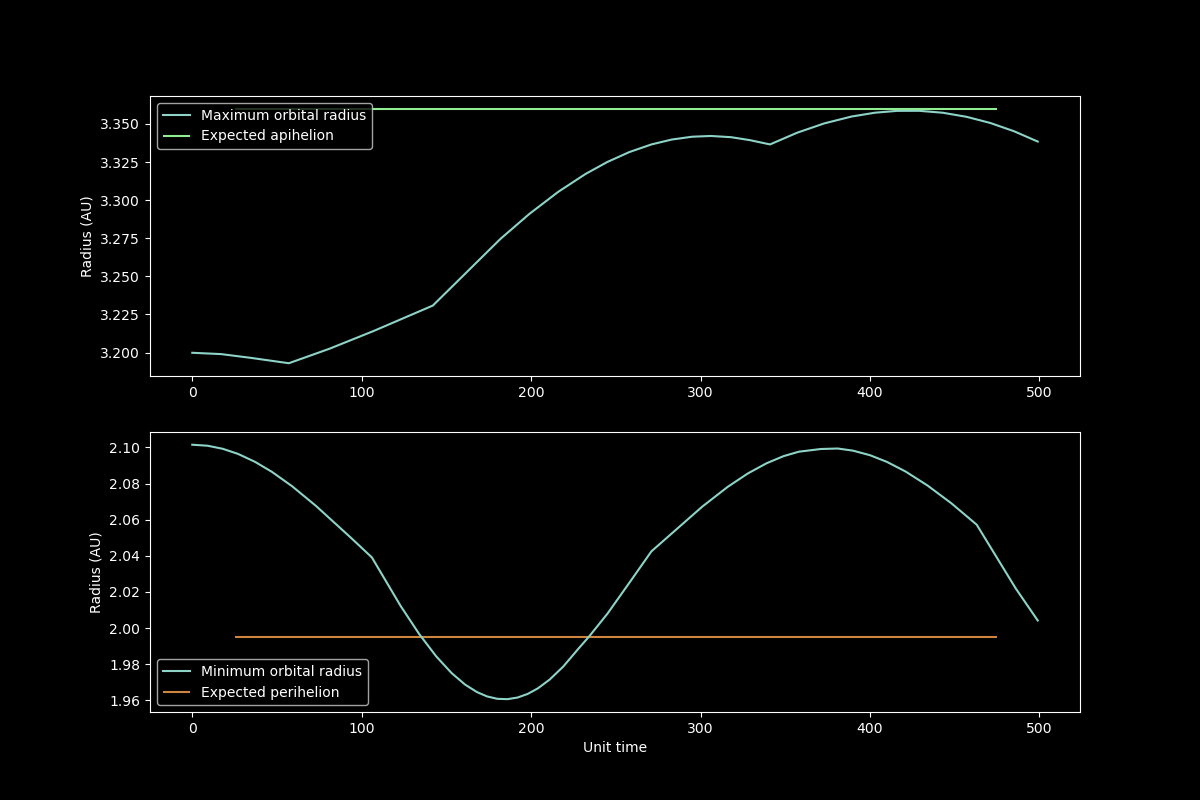 Maximum orbital radius
Expected apihelion
3.350
3.325
3.300
3.275
3.250
3.225
3.200
Radius (AU)
0 100 200 300 400 500
2.10
2.08
2.06
2.04
2.02
2.00
1.98
1.96
Radius (AU)
Minimum orbital radius
Expected perihelion
0 100 200 300 400 500
Unit time